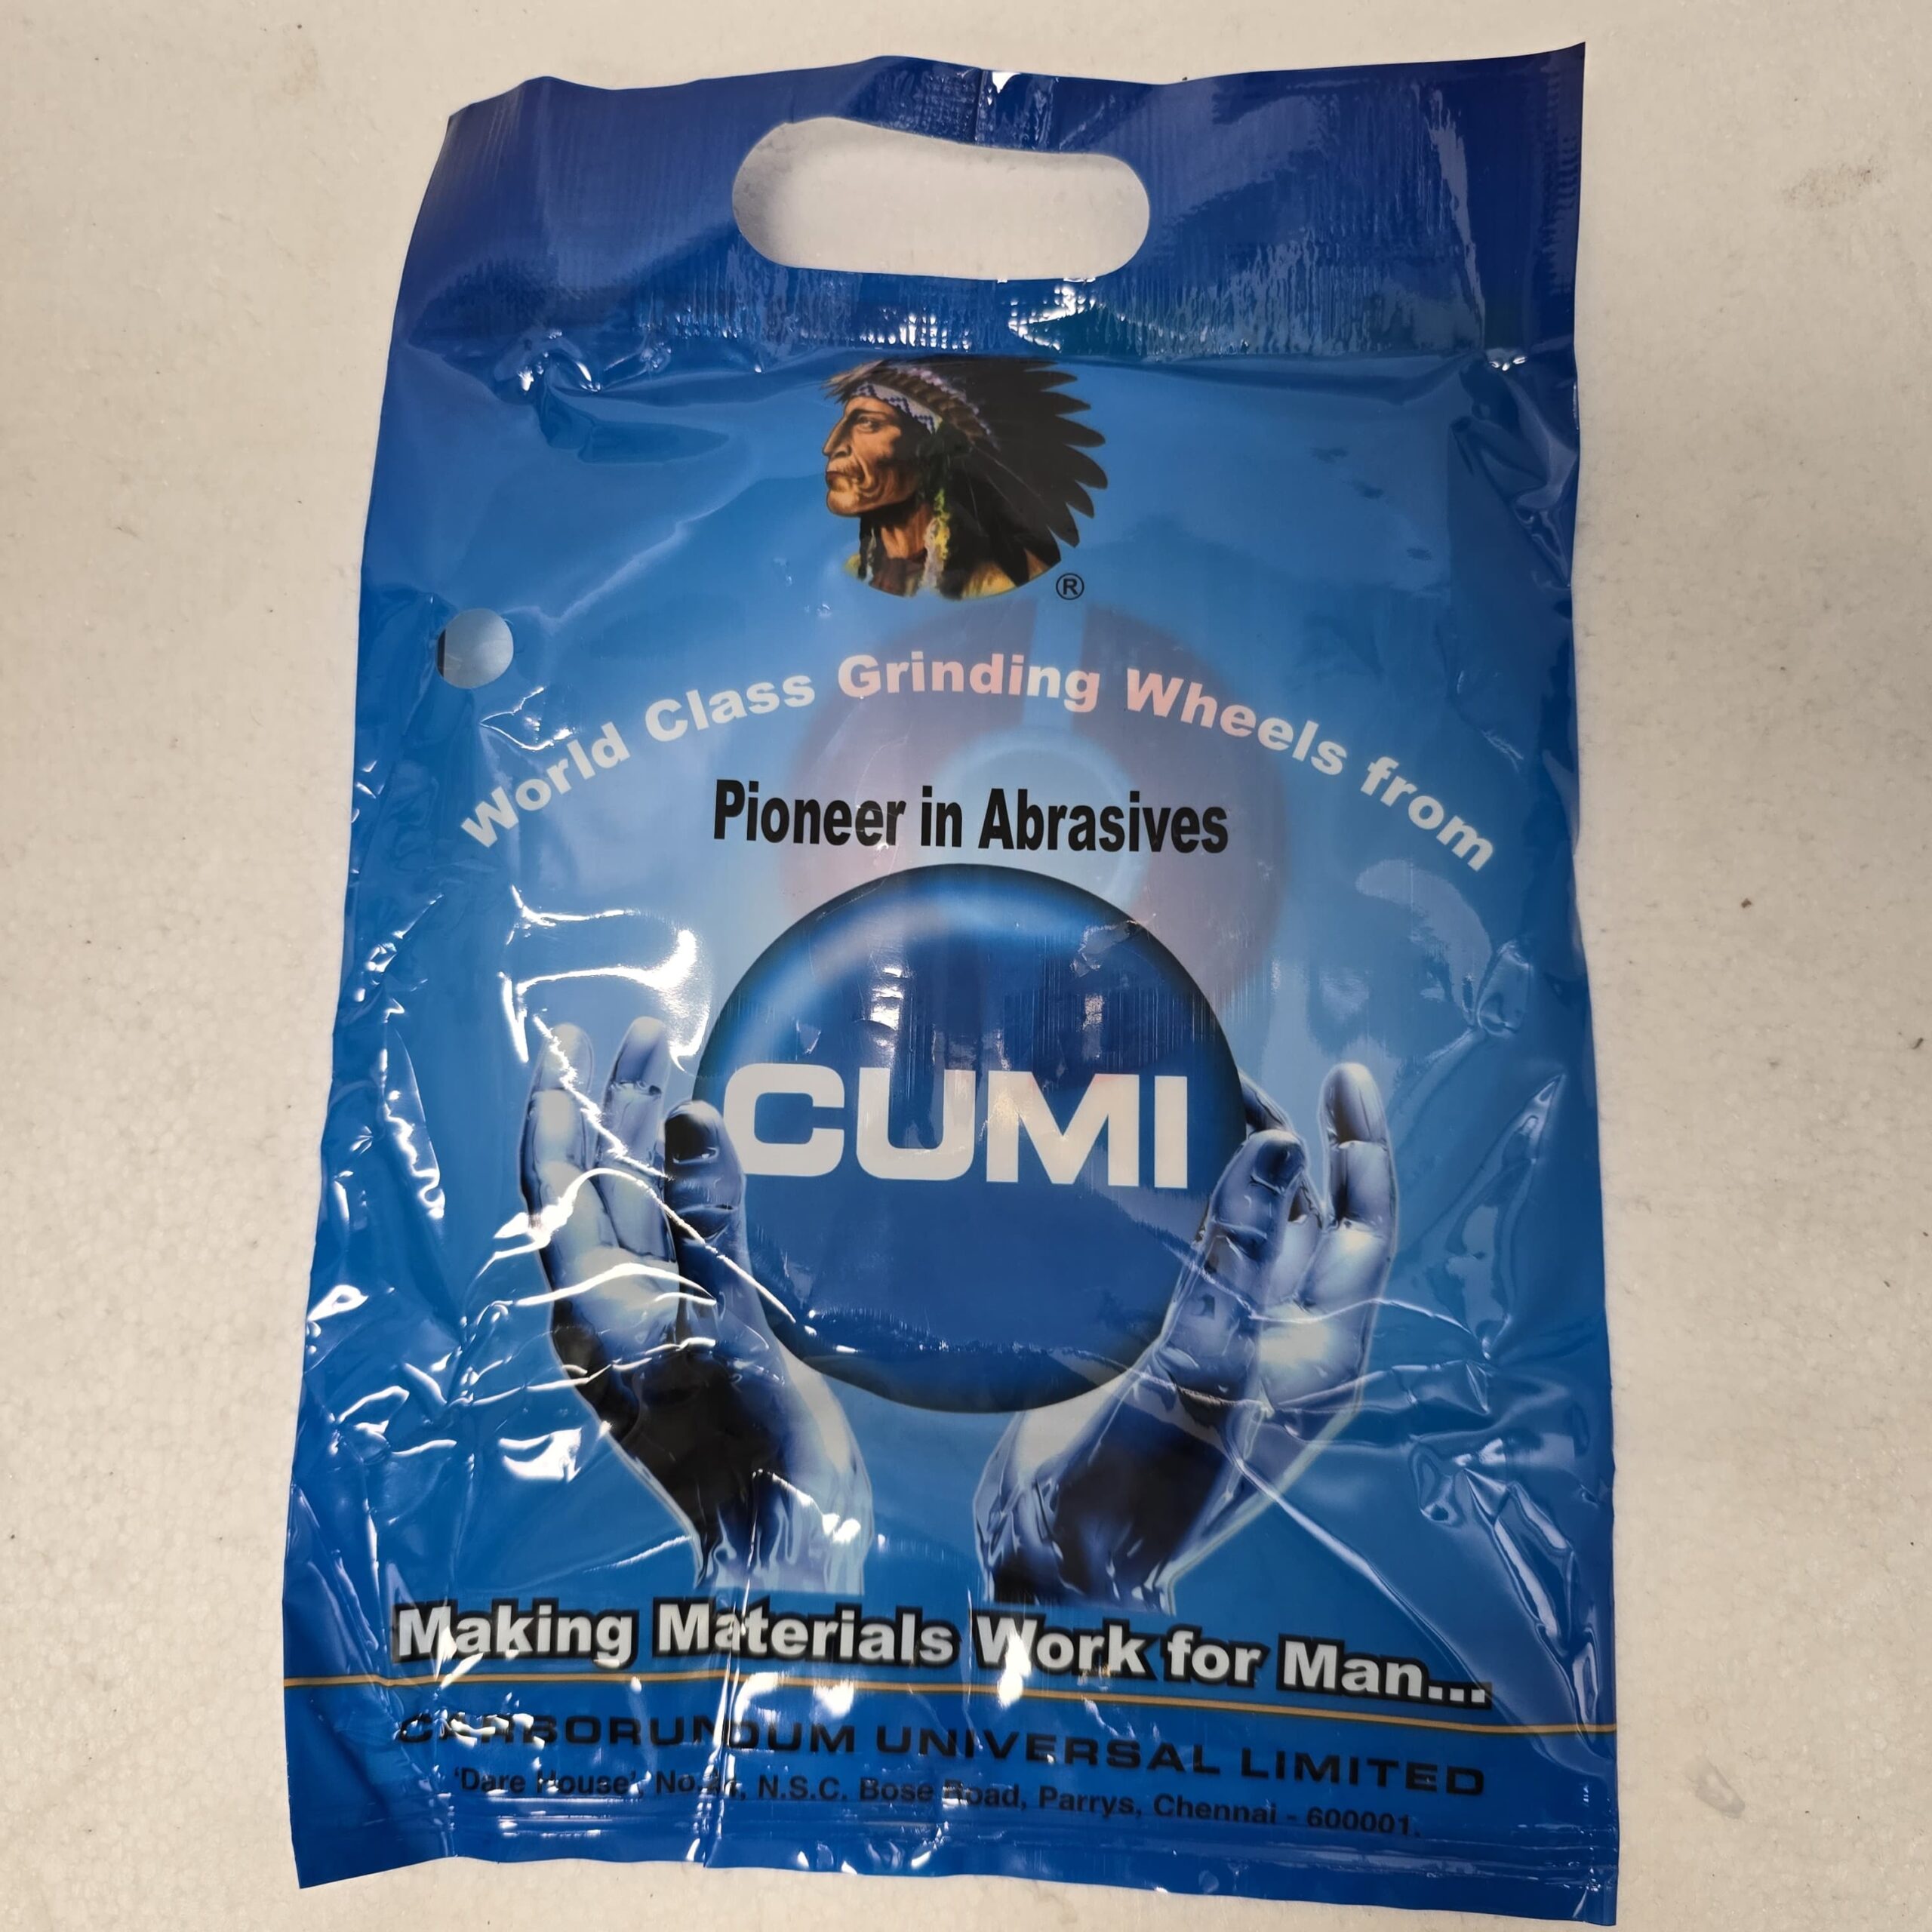 ®
World Class Grinding Wheels from
Pioneer in Abrasives
CUMI
Making Materials Work for Man...
CARBORUNDUM UNIVERSAL LIMITED
'Dare House', No. N.S.C. Bose Road, Parrys, Chennai - 600001.